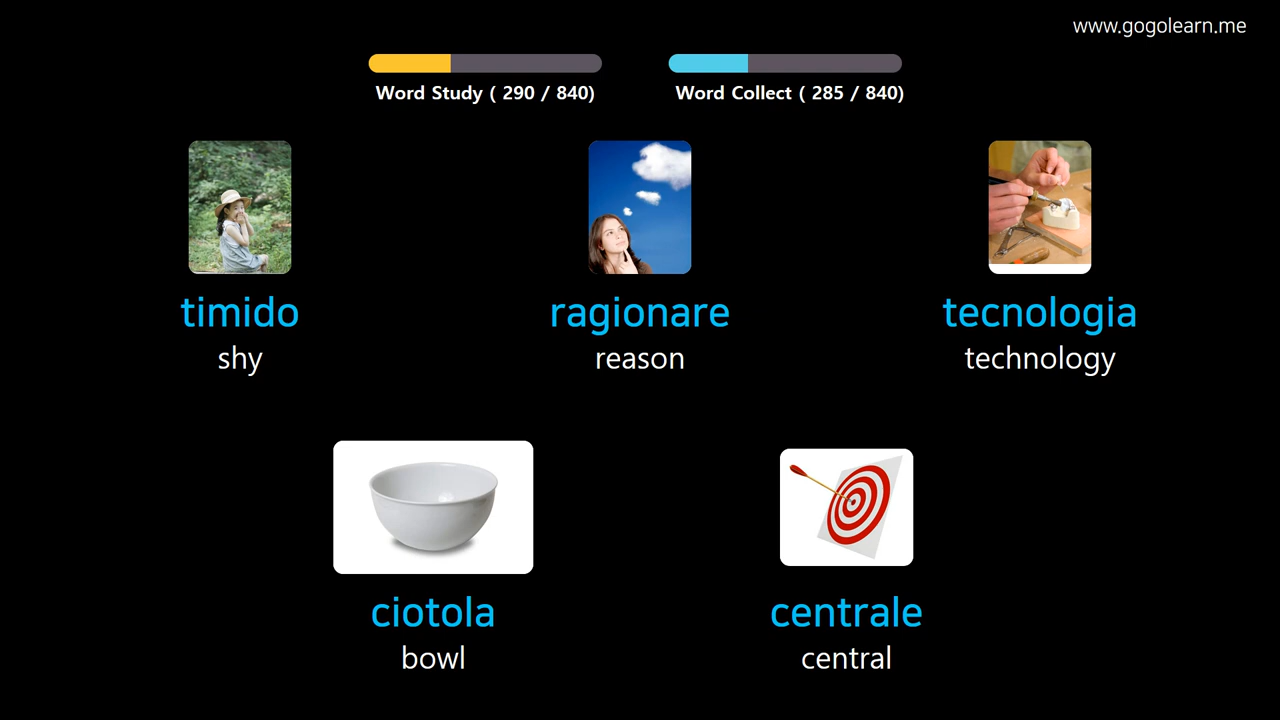 www.gogolearn.me
Word Study ( 290 / 840)
Word Collect ( 285 / 840)
timido
shy
ragionare
reason
tecnologia
technology
ciotola
bowl
centrale
central